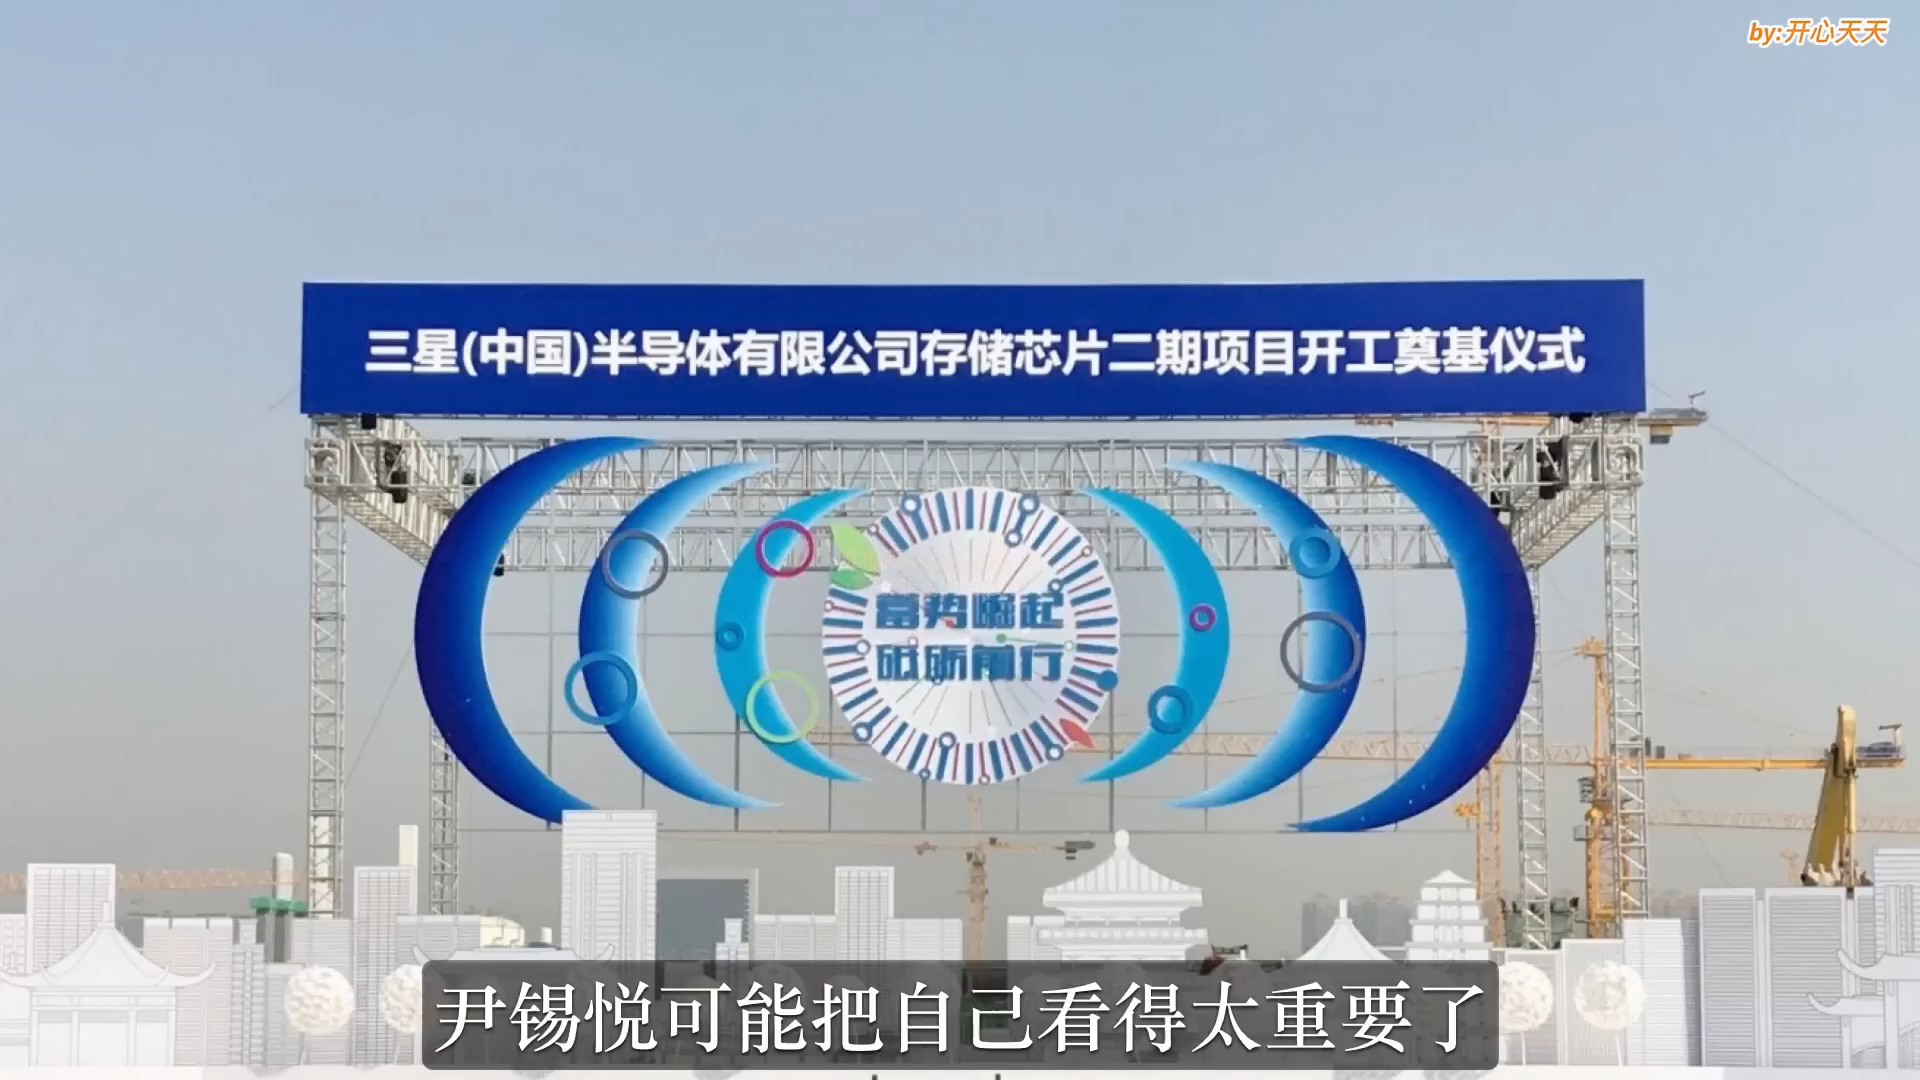 by:开心天天
三星(中国)半导体有限公司存储芯片二期项目开工奠基仪式
蓄势崛起
砥砺前行
尹锡悦可能把自己看得太重要了